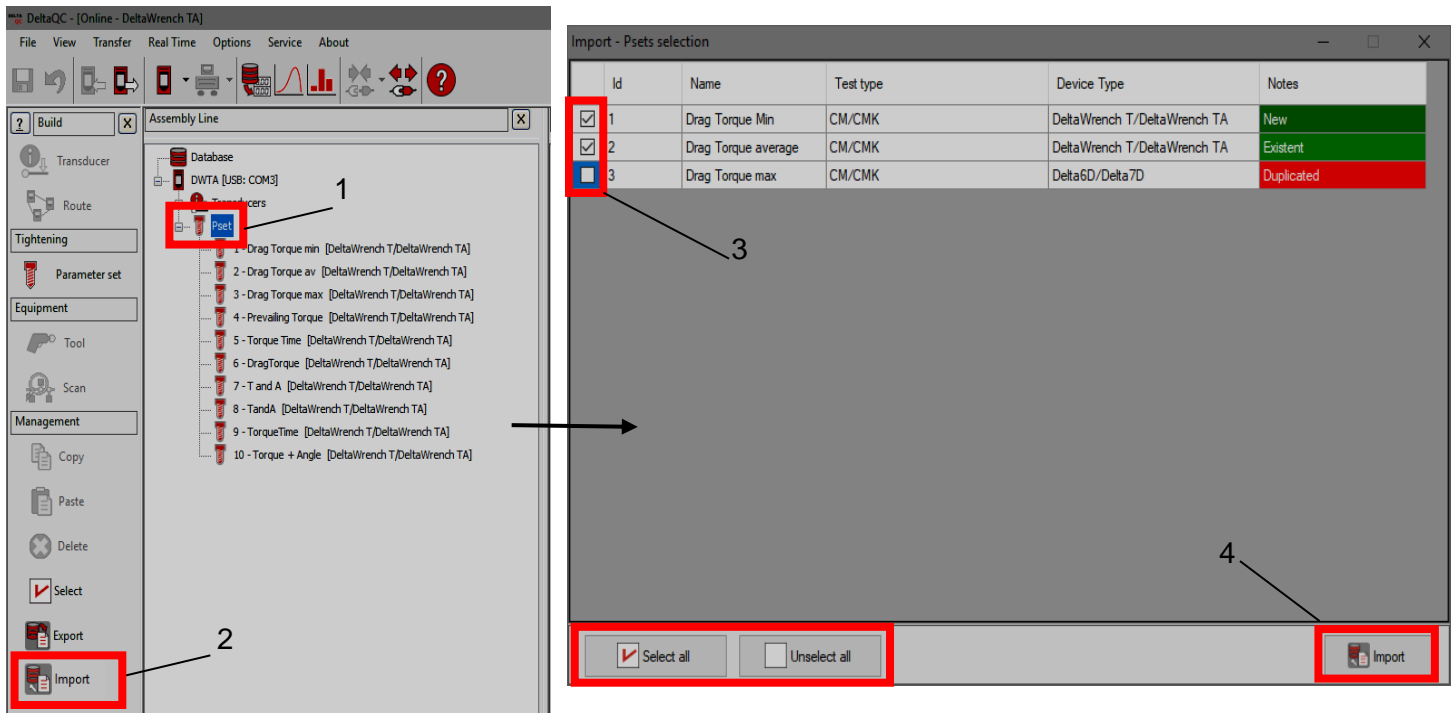 DeltaQC - [Online - DeltaWrench TA]
File View Transfer Real Time Options Service About
? Build X
Transducer
Route
Tightening
Parameter set
Equipment
Tool
Scan
Management
Copy
Paste
Delete
Select
Export
Import
2
Assembly Line X
Database
DWTA [USB: COM3]
Transducers
1
Pset
1 - Drag Torque min [DeltaWrench T/DeltaWrench TA]
2 - Drag Torque av [DeltaWrench T/DeltaWrench TA]
3 - Drag Torque max [DeltaWrench T/DeltaWrench TA]
4 - Prevailing Torque [DeltaWrench T/DeltaWrench TA]
5 - Torque Time [DeltaWrench T/DeltaWrench TA]
6 - DragTorque [DeltaWrench T/DeltaWrench TA]
7 - T and A [DeltaWrench T/DeltaWrench TA]
8 - TandA [DeltaWrench T/DeltaWrench TA]
9 - TorqueTime [DeltaWrench T/DeltaWrench TA]
10 - Torque + Angle [DeltaWrench T/DeltaWrench TA]
Import - Psets selection
Id Name Test type Device Type Notes
1 Drag Torque Min CM/CMK DeltaWrench T/DeltaWrench TA New
2 Drag Torque average CM/CMK DeltaWrench T/DeltaWrench TA Existent
3 Drag Torque max CM/CMK Delta6D/Delta7D Duplicated
3
4
Select all Unselect all Import